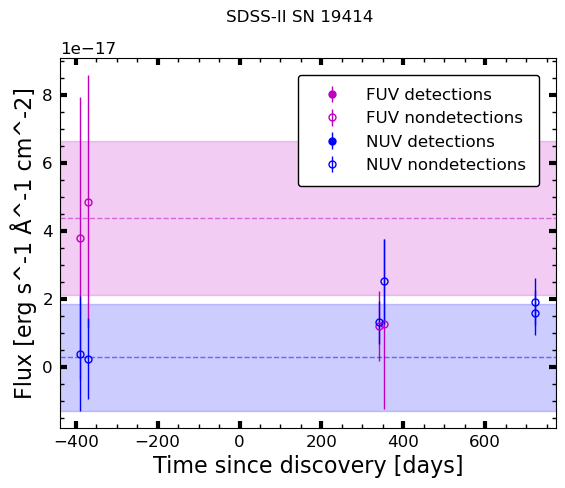 SDSS-II SN 19414
1e−17
FUV detections
FUV nondetections
NUV detections
NUV nondetections
8
6
4
2
0
Flux [erg s^-1 Å^-1 cm^-2]
−400 −200 0 200 400 600
Time since discovery [days]